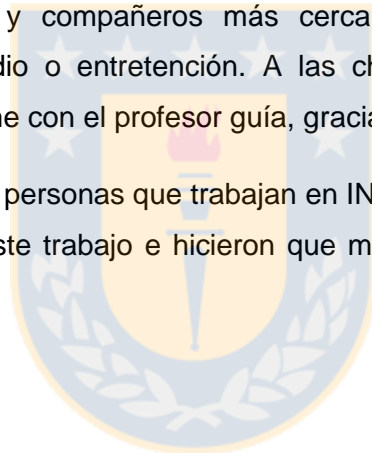 y compañeros más cerca
dio o entretención. A las ch
ne con el profesor guía, gracia
personas que trabajan en IN
ste trabajo e hicieron que m